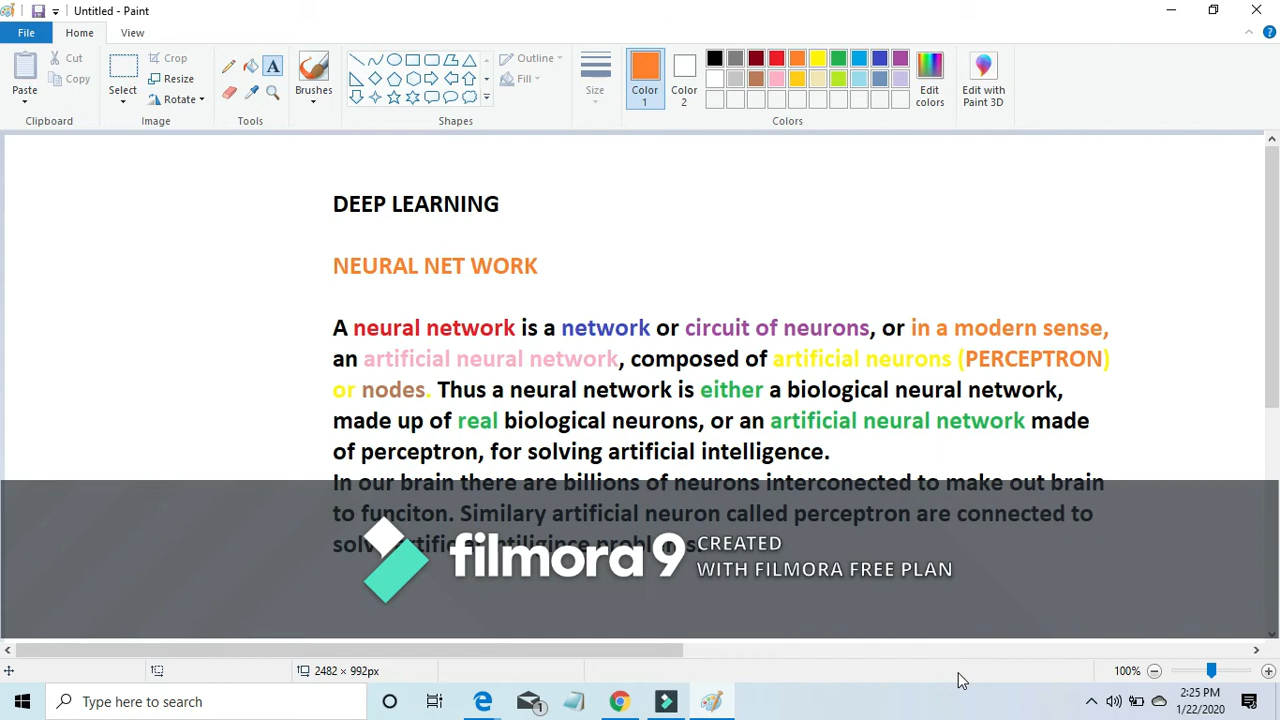 Untitled - Paint
File
Home
View
Paste
Cut
Copy
Clipboard
Select
Crop
Resize
Rotate
Image
A
Tools
Brushes
Outline
Fill
Shapes
Size
Color 1
Color 2
Edit colors
Colors
Edit with Paint 3D
DEEP LEARNING
NEURAL NET WORK
A neural network is a network or circuit of neurons, or in a modern sense,
an artificial neural network, composed of artificial neurons (PERCEPTRON)
or nodes. Thus a neural network is either a biological neural network,
made up of real biological neurons, or an artificial neural network made
of perceptron, for solving artificial intelligence.
In our brain there are billions of neurons interconnected to make out brain
to funciton. Similary artificial neuron called perceptron are connected to
filmora 9
CREATED
WITH FILMORA FREE PLAN
2482 × 992px
100%
Type here to search
1
2:25 PM
1/22/2020